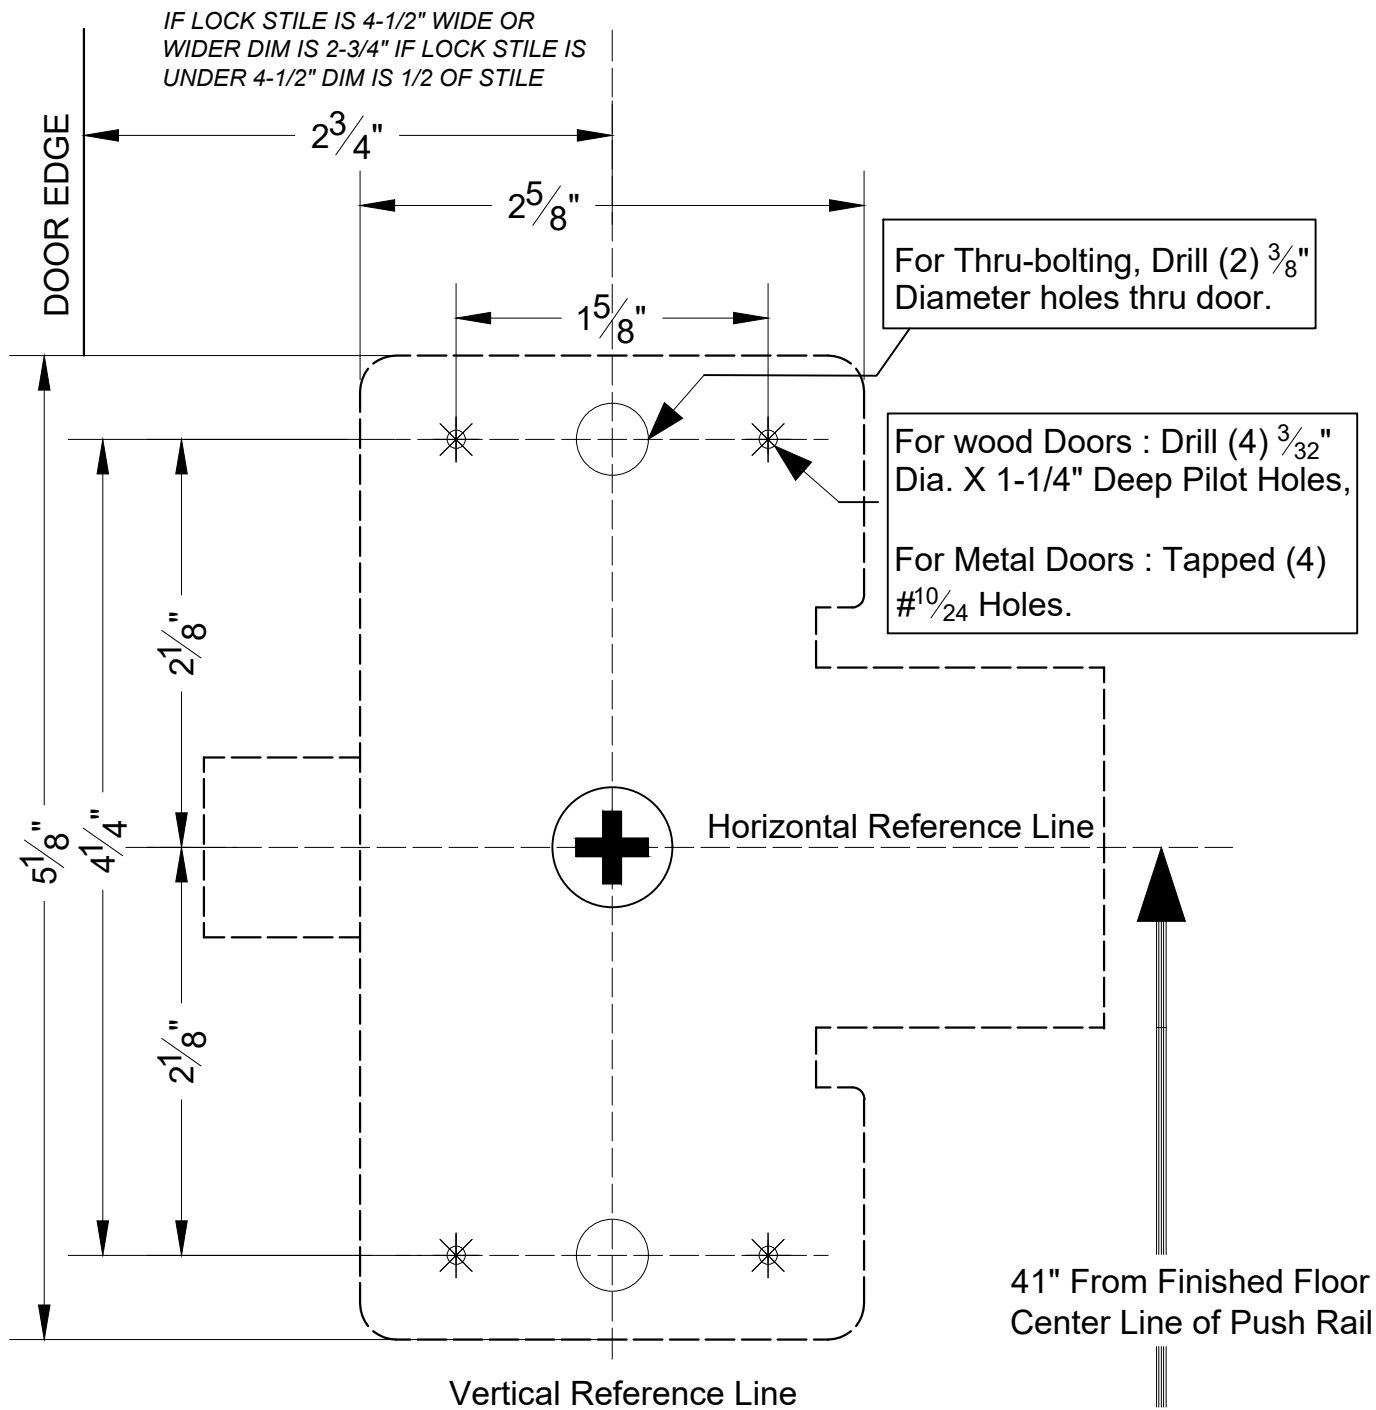 IF LOCK STILE IS 4-1/2" WIDE OR
WIDER DIM IS 2-3/4" IF LOCK STILE IS
UNDER 4-1/2" DIM IS 1/2 OF STILE
DOOR EDGE
2 3/4"
2 5/8"
1 5/8"
For Thru-bolting, Drill (2) 3/8"
Diameter holes thru door.
For wood Doors : Drill (4) 3/32"
Dia. X 1-1/4" Deep Pilot Holes,
For Metal Doors : Tapped (4)
#10/24 Holes.
2 1/8"
5 1/8"
4 1/4"
Horizontal Reference Line
2 1/8"
41" From Finished Floor
Center Line of Push Rail
Vertical Reference Line